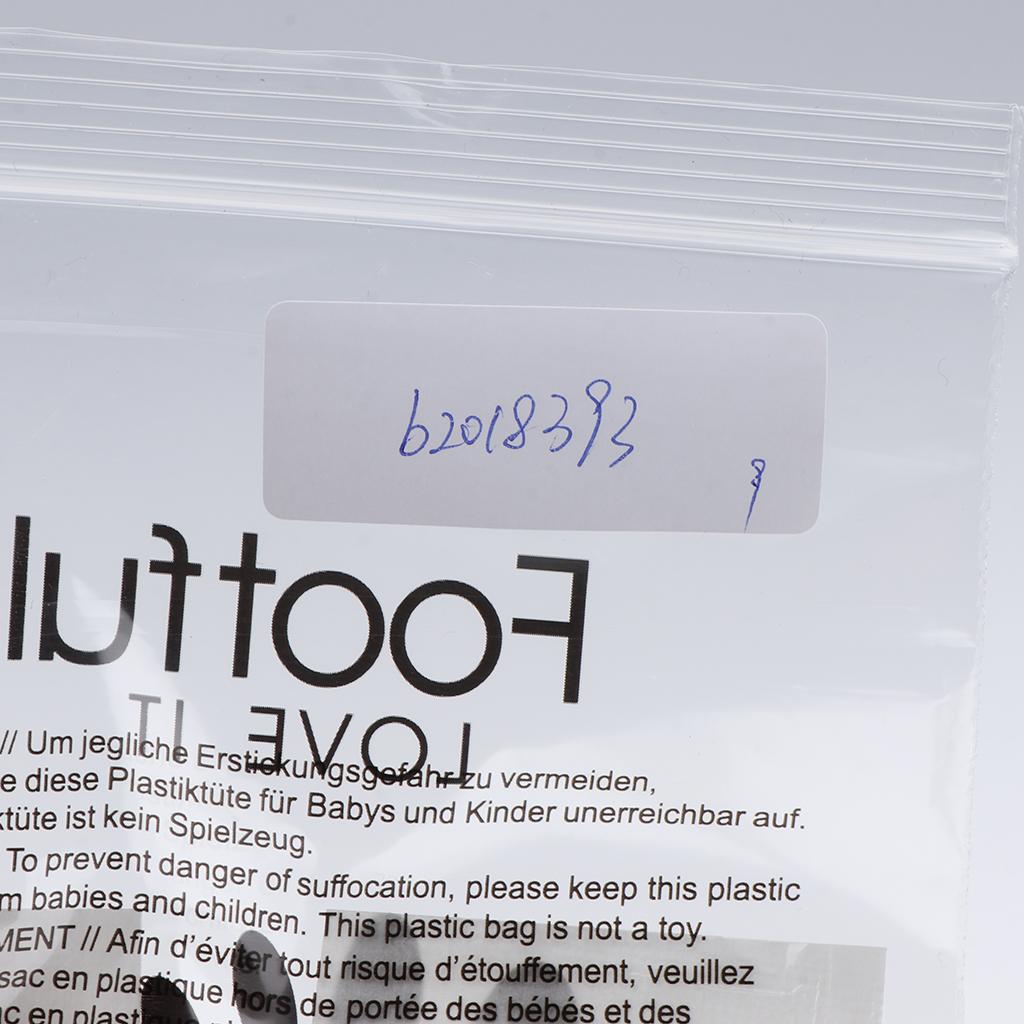 b2018393
9
Footful
LOVE IT
// Um jegliche Erstickungsgefahr zu vermeiden,
e diese Plastiktüte für Babys und Kinder unerreichbar auf.
ktüte ist kein Spielzeug.
To prevent danger of suffocation, please keep this plastic
m babies and children. This plastic bag is not a toy.
MENT // Afin d'éviter tout risque d'étouffement, veuillez
sac en plastique hors de portée des bébés et des